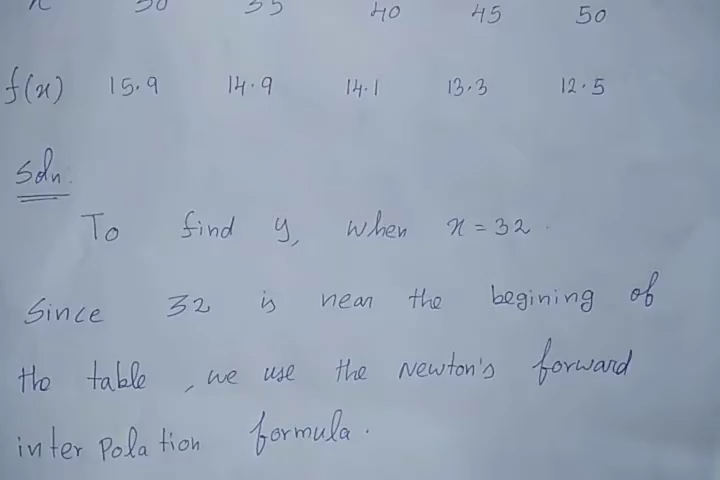 x 30 35 40 45 50
f(x) 15.9 14.9 14.1 13.3 12.5
Soln:
To find y, when x = 32.
Since 32 is near the begining of
the table, we use the Newton's forward
interpolation formula.